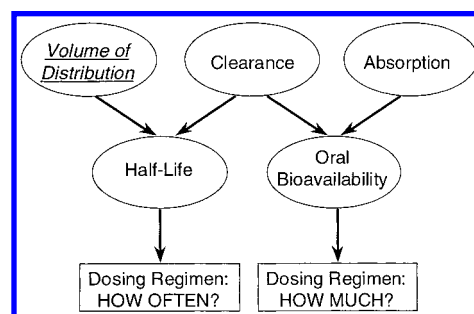 Volume of
Distribution
Clearance
Absorption
Half-Life
Oral
Bioavailability
Dosing Regimen:
HOW OFTEN?
Dosing Regimen:
HOW MUCH?